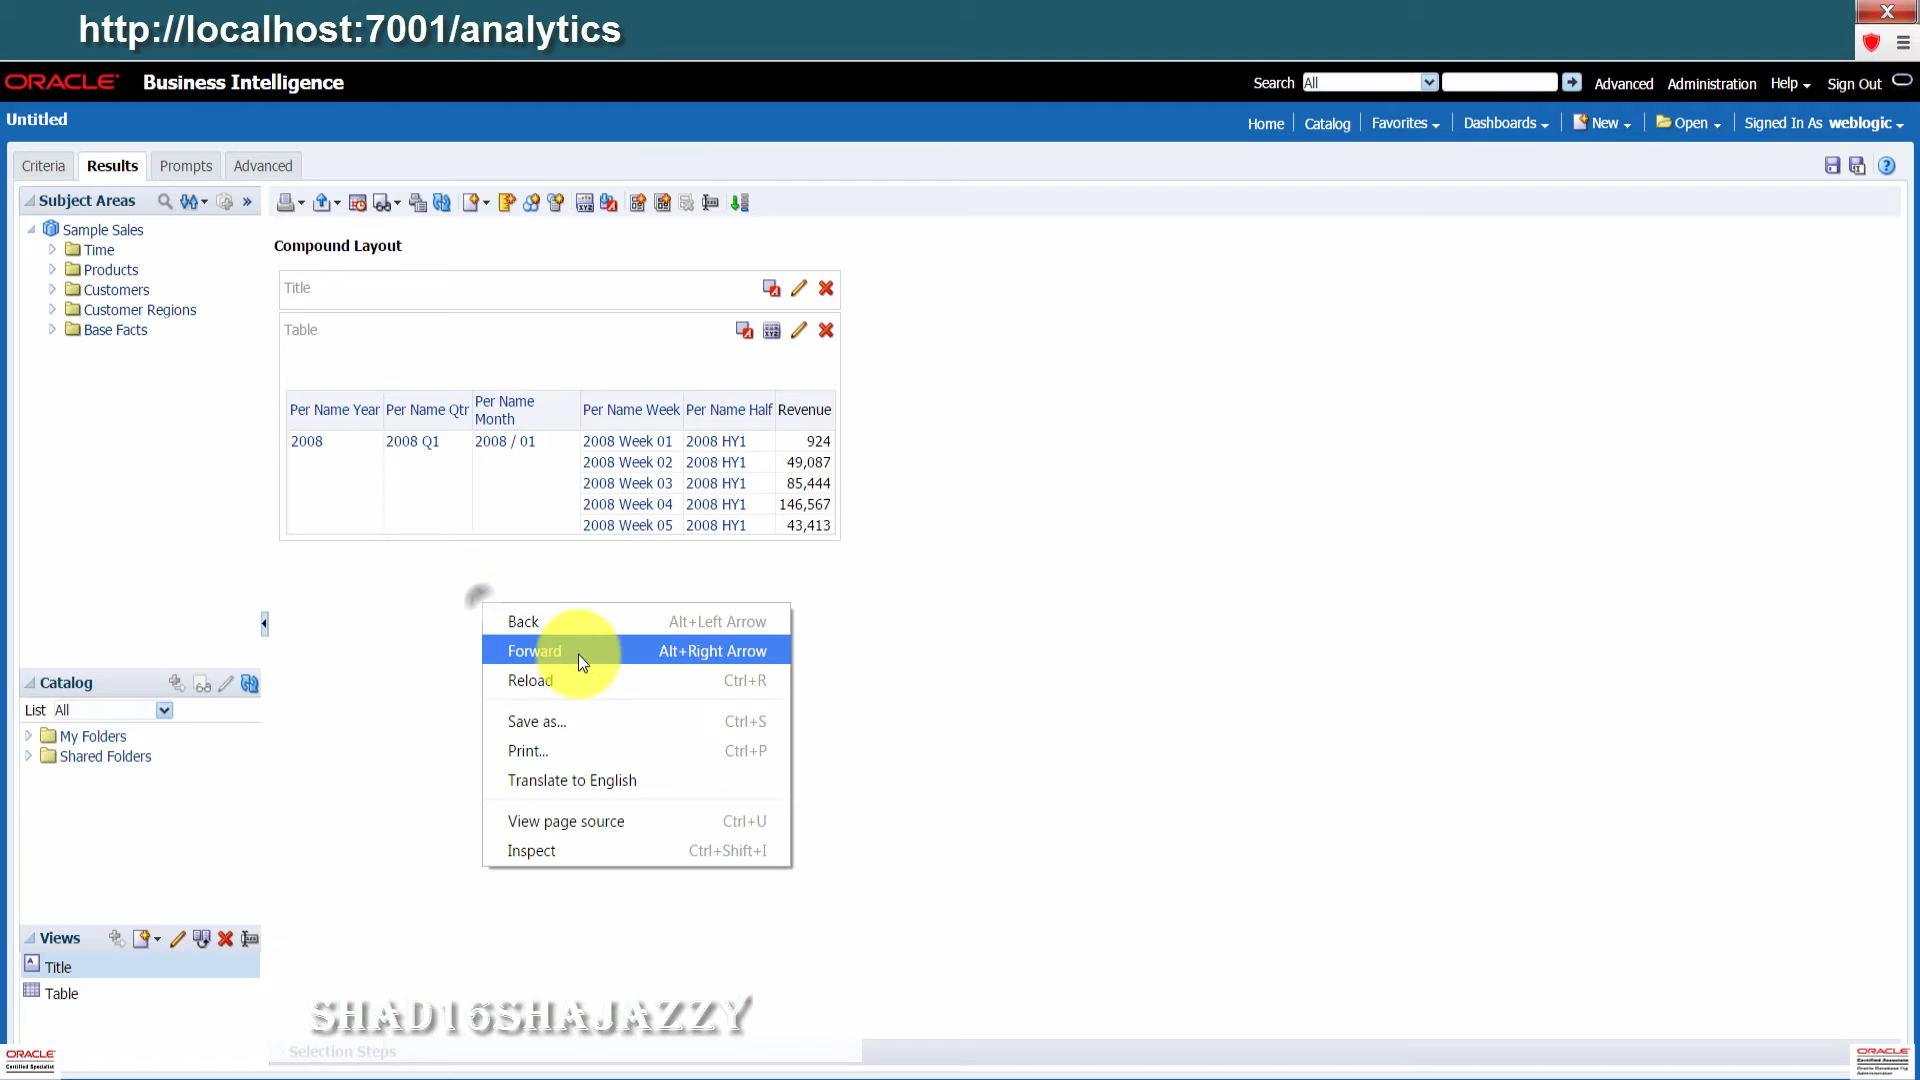 http://localhost:7001/analytics
ORACLE Business Intelligence
Search All Advanced Administration Help Sign Out
Untitled
Home Catalog Favorites Dashboards New Open Signed In As weblogic
Criteria Results Prompts Advanced
Subject Areas
Sample Sales
Time
Products
Customers
Customer Regions
Base Facts
Compound Layout
Title
Table
Per Name Year Per Name Qtr Per Name Month Per Name Week Per Name Half Revenue
2008 2008 Q1 2008 / 01 2008 Week 01 2008 HY1 924
2008 Week 02 2008 HY1 49,087
2008 Week 03 2008 HY1 85,444
2008 Week 04 2008 HY1 146,567
2008 Week 05 2008 HY1 43,413
Back Alt+Left Arrow
Forward Alt+Right Arrow
Reload Ctrl+R
Save as... Ctrl+S
Print... Ctrl+P
Translate to English
View page source Ctrl+U
Inspect Ctrl+Shift+I
Catalog
List All
My Folders
Shared Folders
Views
Title
Table
SHAD16SHAJAZZY
Selection Steps
ORACLE
Certified Specialist
ORACLE
Certified Associate